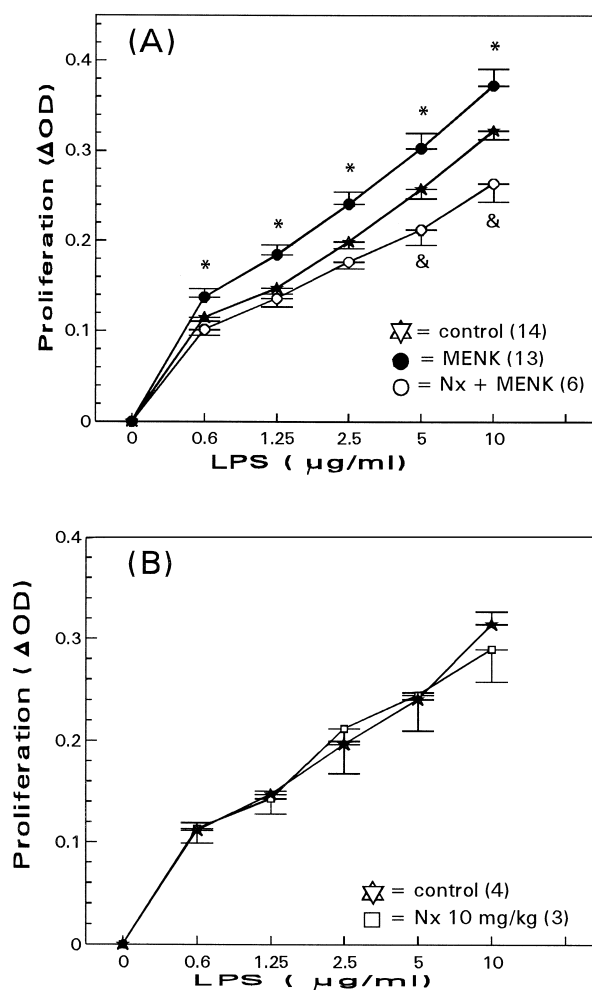 (A)
0.4
0.3
0.2
0.1
0
Proliferation (ΔOD)
* * * * *
& &
= control (14)
= MENK (13)
= Nx + MENK (6)
0 0.6 1.25 2.5 5 10
LPS ( μg/ml)
(B)
0.4
0.3
0.2
0.1
0
Proliferation ( ΔOD)
= control (4)
= Nx 10 mg/kg (3)
0 0.6 1.25 2.5 5 10
LPS ( μg/ml)